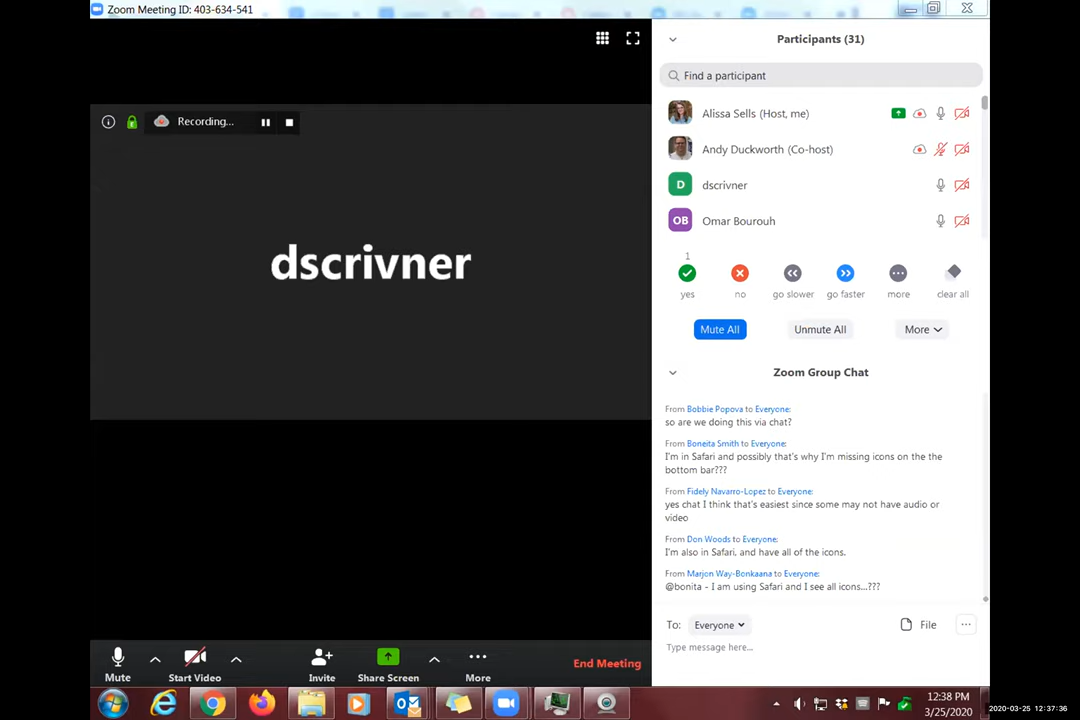 Zoom Meeting ID: 403-634-541
Participants (31)
Find a participant
Recording...
Alissa Sells (Host, me)
Andy Duckworth (Co-host)
D dscrivner
OB Omar Bourouh
dscrivner
1
yes no go slower go faster more clear all
Mute All Unmute All More
Zoom Group Chat
From Bobbie Popova to Everyone:
so are we doing this via chat?
From Boneita Smith to Everyone:
I'm in Safari and possibly that's why I'm missing icons on the the
bottom bar???
From Fidely Navarro-Lopez to Everyone:
yes chat I think that's easiest since some may not have audio or
video
From Don Woods to Everyone:
I'm also in Safari, and have all of the icons.
From Marjon Way-Bonkaana to Everyone:
@bonita - I am using Safari and I see all icons...???
To: Everyone File
Type message here...
Mute Start Video Invite Share Screen More End Meeting
12:38 PM
3/25/2020
2020-03-25 12:37:36